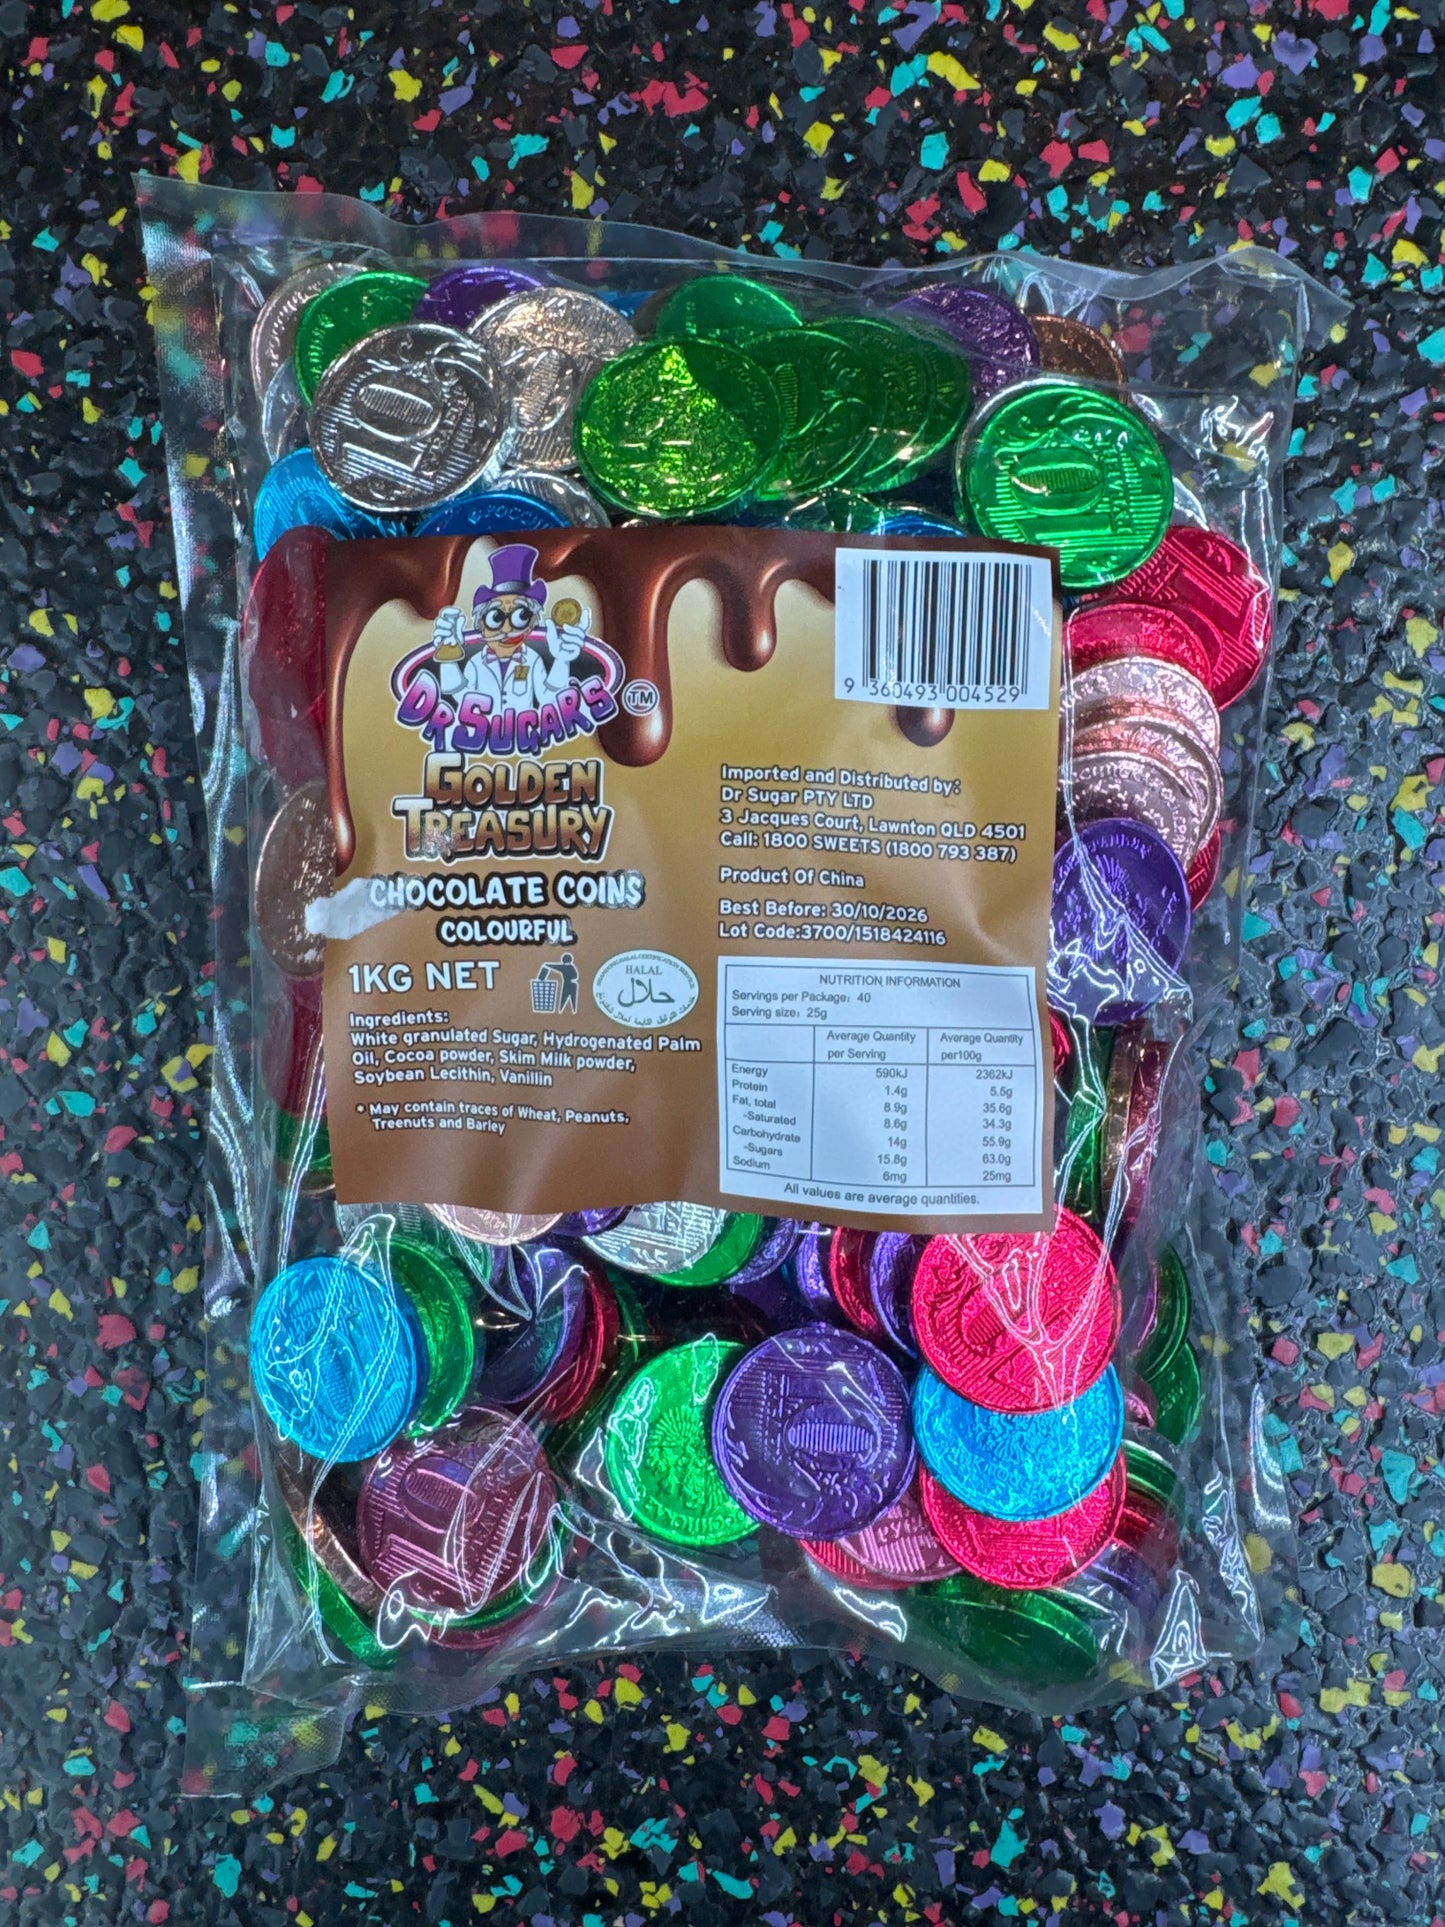 DR SUGAR'S TM
GOLDEN
TREASURY
CHOCOLATE COINS
COLOURFUL
1KG NET
HALAL
حلال
Ingredients:
White granulated Sugar, Hydrogenated Palm
Oil, Cocoa powder, Skim Milk powder,
Soybean Lecithin, Vanillin
* May contain traces of Wheat, Peanuts,
Treenuts and Barley
9 360493 004529
Imported and Distributed by:
Dr Sugar PTY LTD
3 Jacques Court, Lawnton QLD 4501
Call: 1800 SWEETS (1800 793 387)
Product Of China
Best Before: 30/10/2026
Lot Code:3700/1518424116
NUTRITION INFORMATION
Servings per Package: 40
Serving size: 25g
Average Quantity per Serving Average Quantity per100g
Energy 590kJ 2362kJ
Protein 1.4g 5.5g
Fat, total 8.9g 35.6g
-Saturated 8.6g 34.3g
Carbohydrate 14g 55.9g
-Sugars 15.8g 63.0g
Sodium 6mg 25mg
All values are average quantities.
10
10
10
10